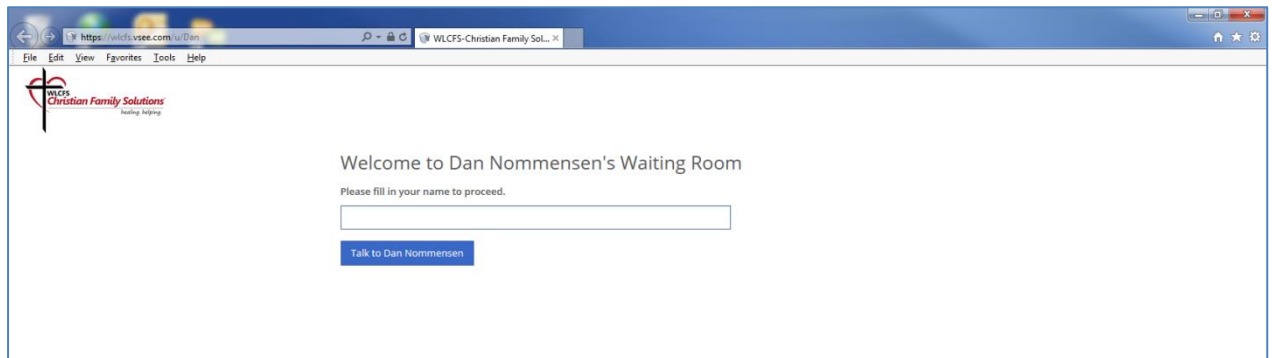 https://wlcfs.vsee.com/u/Dan
WLCFS-Christian Family Sol...
File Edit View Favorites Tools Help
WLCFS
Christian Family Solutions
healing. helping.
Welcome to Dan Nommensen's Waiting Room
Please fill in your name to proceed.
Talk to Dan Nommensen